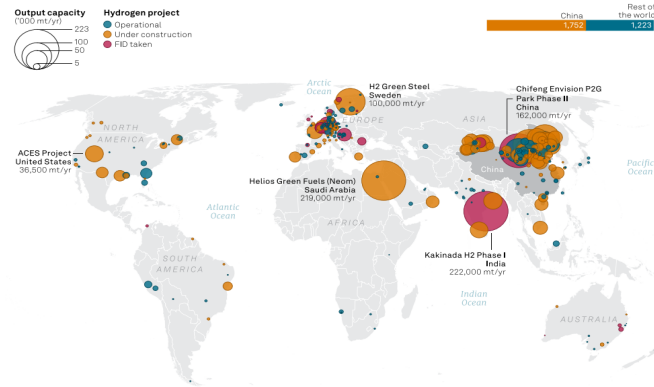 Output capacity
('000 mt/yr)
223
100
50
5
Hydrogen project
Operational
Under construction
FID taken
China
1,752
Rest of
the world
1,223
Arctic
Ocean
H2 Green Steel
Sweden
100,000 mt/yr
Chifeng Envision P2G
Park Phase II
China
162,000 mt/yr
NORTH
AMERICA
EUROPE
ASIA
ACES Project
United States
36,500 mt/yr
China
Pacific
Ocean
Helios Green Fuels (Neom)
Saudi Arabia
219,000 mt/yr
Atlantic
Ocean
AFRICA
Kakinada H2 Phase I
India
222,000 mt/yr
SOUTH
AMERICA
Indian
Ocean
AUSTRALIA